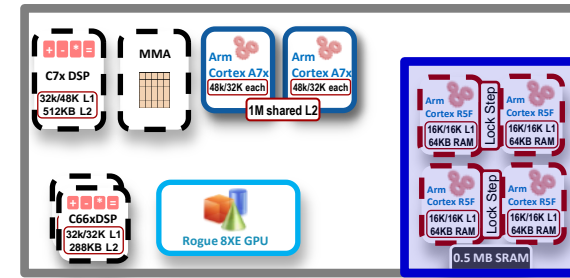 + - * =
C7x DSP
32k/48K L1
512KB L2
MMA
Arm
Cortex A7x
48k/32K each
Arm
Cortex A7x
48k/32K each
1M shared L2
Arm
Cortex R5F
16K/16K L1
64KB RAM
Lock Step
Arm
Cortex R5F
16K/16K L1
64KB RAM
+ - * =
C66xDSP
32k/32K L1
288KB L2
Rogue 8XE GPU
Arm
Cortex R5F
16K/16K L1
64KB RAM
Lock Step
Arm
Cortex R5F
16K/16K L1
64KB RAM
0.5 MB SRAM